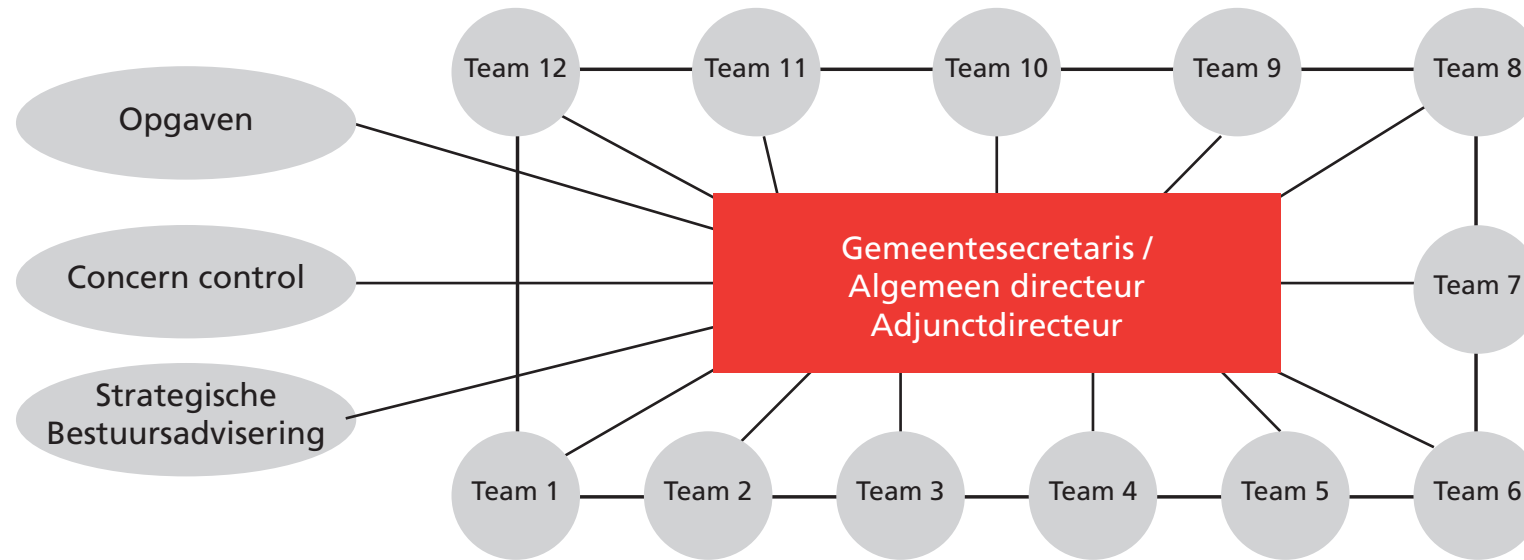 Team 12
Team 11
Team 10
Team 9
Team 8
Opgaven
Concern control
Strategische
Bestuursadvisering
Gemeentesecretaris /
Algemeen directeur
Adjunctdirecteur
Team 7
Team 1
Team 2
Team 3
Team 4
Team 5
Team 6